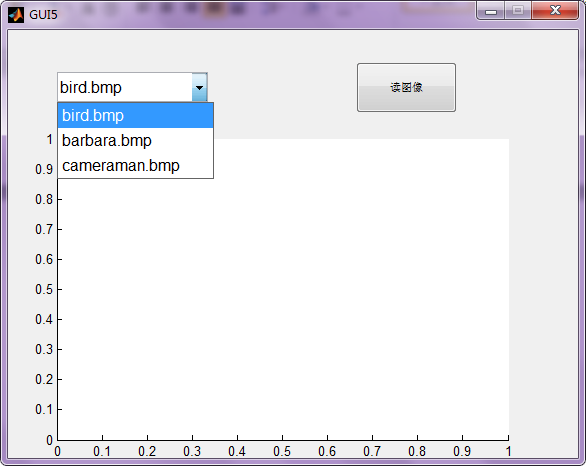 GUI5
bird.bmp
读图像
bird.bmp
barbara.bmp
cameraman.bmp
1
0.9
0.8
0.7
0.6
0.5
0.4
0.3
0.2
0.1
0
0 0.1 0.2 0.3 0.4 0.5 0.6 0.7 0.8 0.9 1